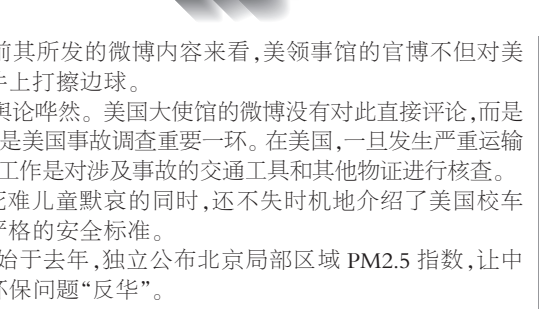 前其所发的微博内容来看,美领事馆的官博不但对美
件上打擦边球。
舆论哗然。美国大使馆的微博没有对此直接评论,而是
是美国事故调查重要一环。在美国,一旦发生严重运输
工作是对涉及事故的交通工具和其他物证进行核查。
死难儿童默哀的同时,还不失时机地介绍了美国校车
严格的安全标准。
始于去年,独立公布北京局部区域 PM2.5 指数,让中
环保问题“反华”。